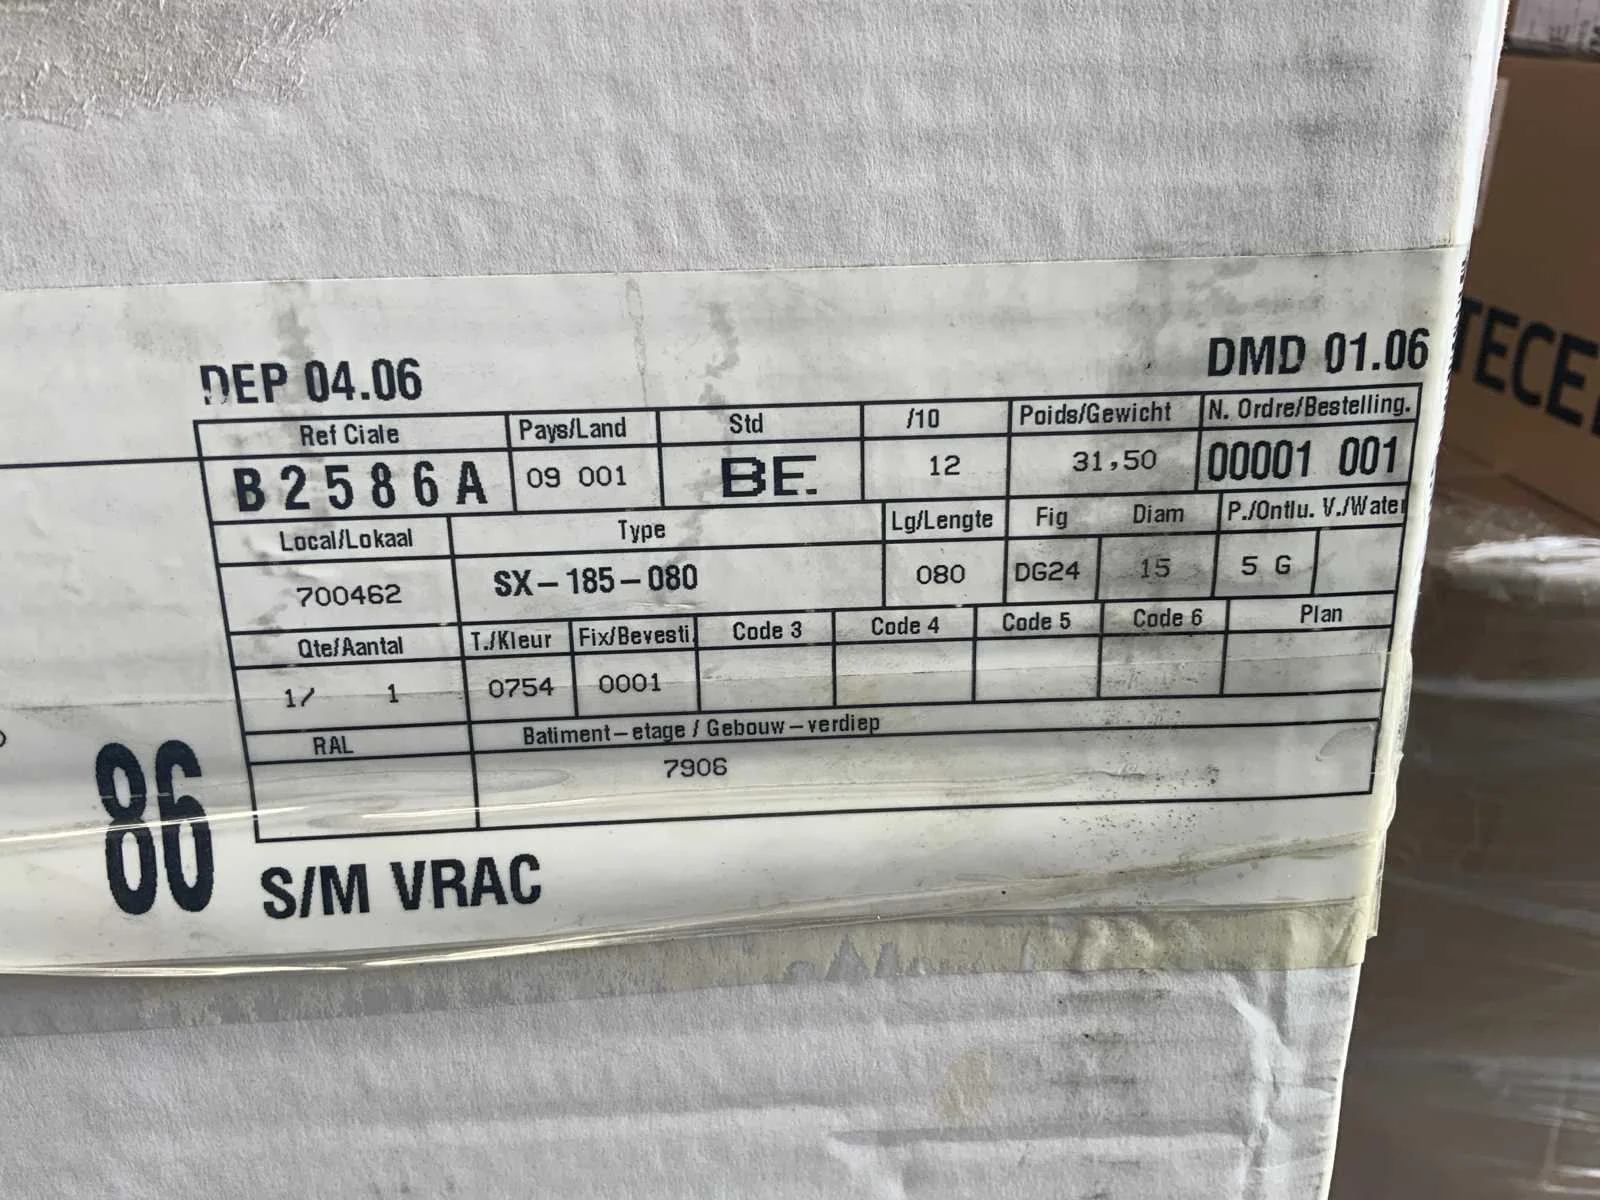 DEP 04.06 DMD 01.06
Ref Ciale Pays/Land Std /10 Poids/Gewicht N. Ordre/Bestelling.
B2586A 09 001 BE. 12 31,50 00001 001
Local/Lokaal Type Lg/Lengte Fig Diam P./Ontlu. V./Water
700462 SX-185-080 080 DG24 15 5 G
Qte/Aantal T./Kleur Fix/Bevesti Code 3 Code 4 Code 5 Code 6 Plan
1/ 1 0754 0001
RAL Batiment-etage / Gebouw-verdiep
7906
86
S/M VRAC
TECE